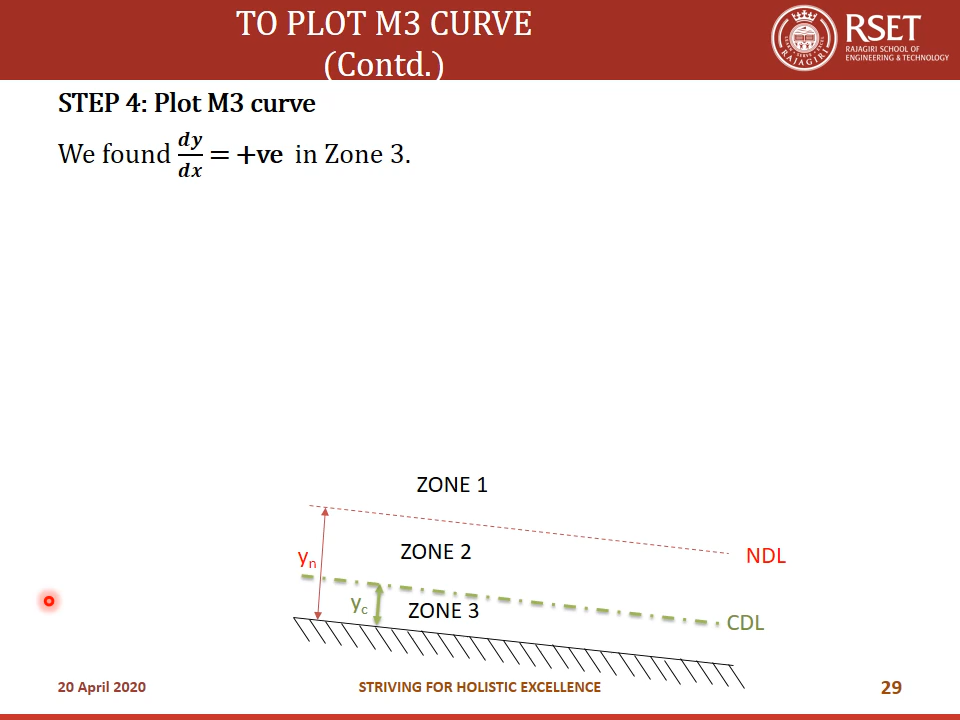 TO PLOT M3 CURVE
(Contd.)
RSET
RAJAGIRI SCHOOL OF
ENGINEERING & TECHNOLOGY
RAJAGIRI
STEP 4: Plot M3 curve
We found dy/dx = +ve in Zone 3.
ZONE 1
ZONE 2
NDL
yn
yc
ZONE 3
CDL
20 April 2020
STRIVING FOR HOLISTIC EXCELLENCE
29